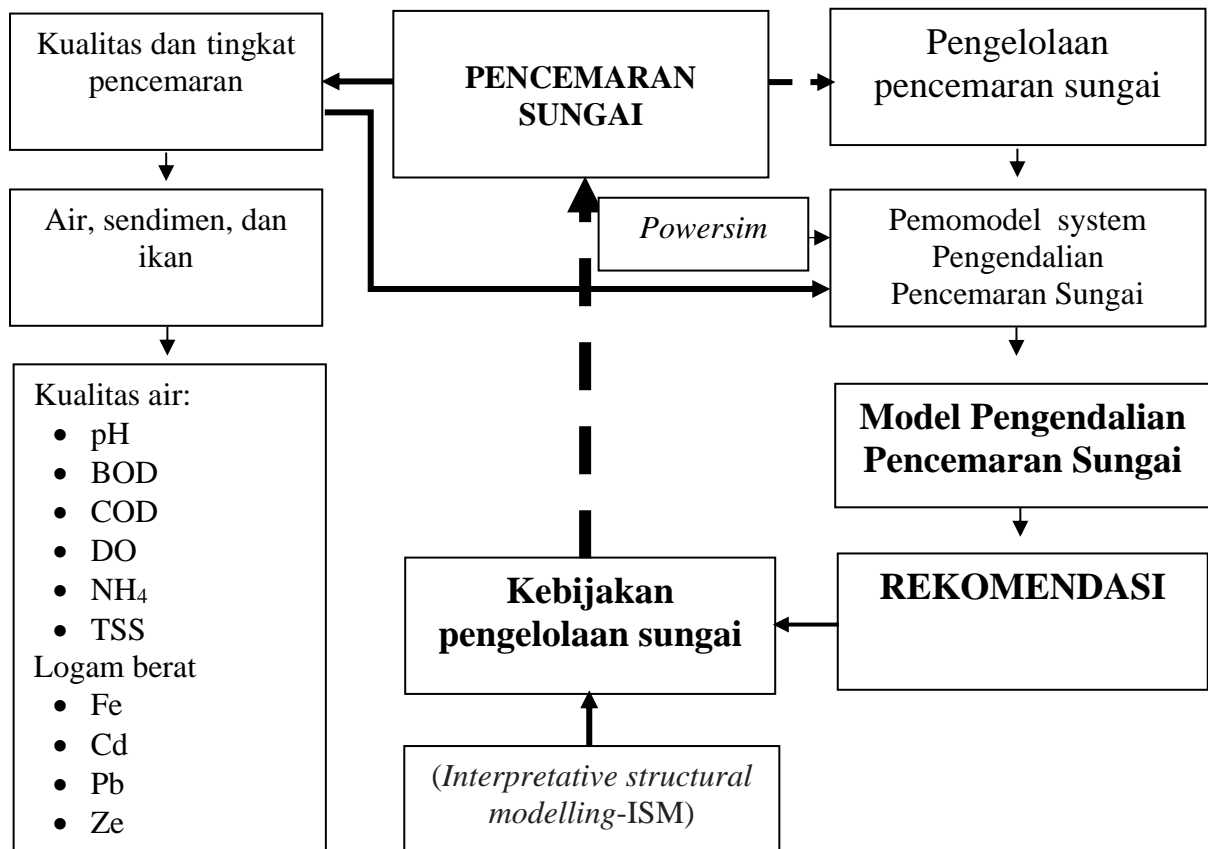 Kualitas dan tingkat
pencemaran
PENCEMARAN
SUNGAI
Pengelolaan
pencemaran sungai
Air, sendimen, dan
ikan
Powersim
Pemomodel system
Pengendalian
Pencemaran Sungai
Kualitas air:
• pH
• BOD
• COD
• DO
• NH₄
• TSS
Logam berat
• Fe
• Cd
• Pb
• Ze
Model Pengendalian
Pencemaran Sungai
Kebijakan
pengelolaan sungai
REKOMENDASI
(Interpretative structural
modelling-ISM)